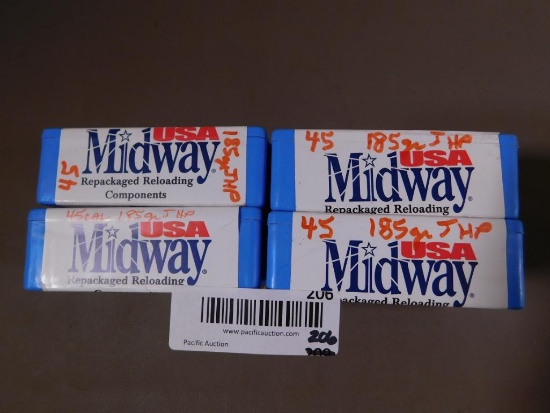 45
185gr JHP
USA
Midway
Repackaged Reloading
Components
45 185gr JHP
USA
Midway
Repackaged Reloading
45cal 185gr JHP
USA
Midway
Repackaged Reloading
45 185gr JHP
USA
Midway
Repackaged Reloading
206
www.pacificauction.com
206
Pacific Auction